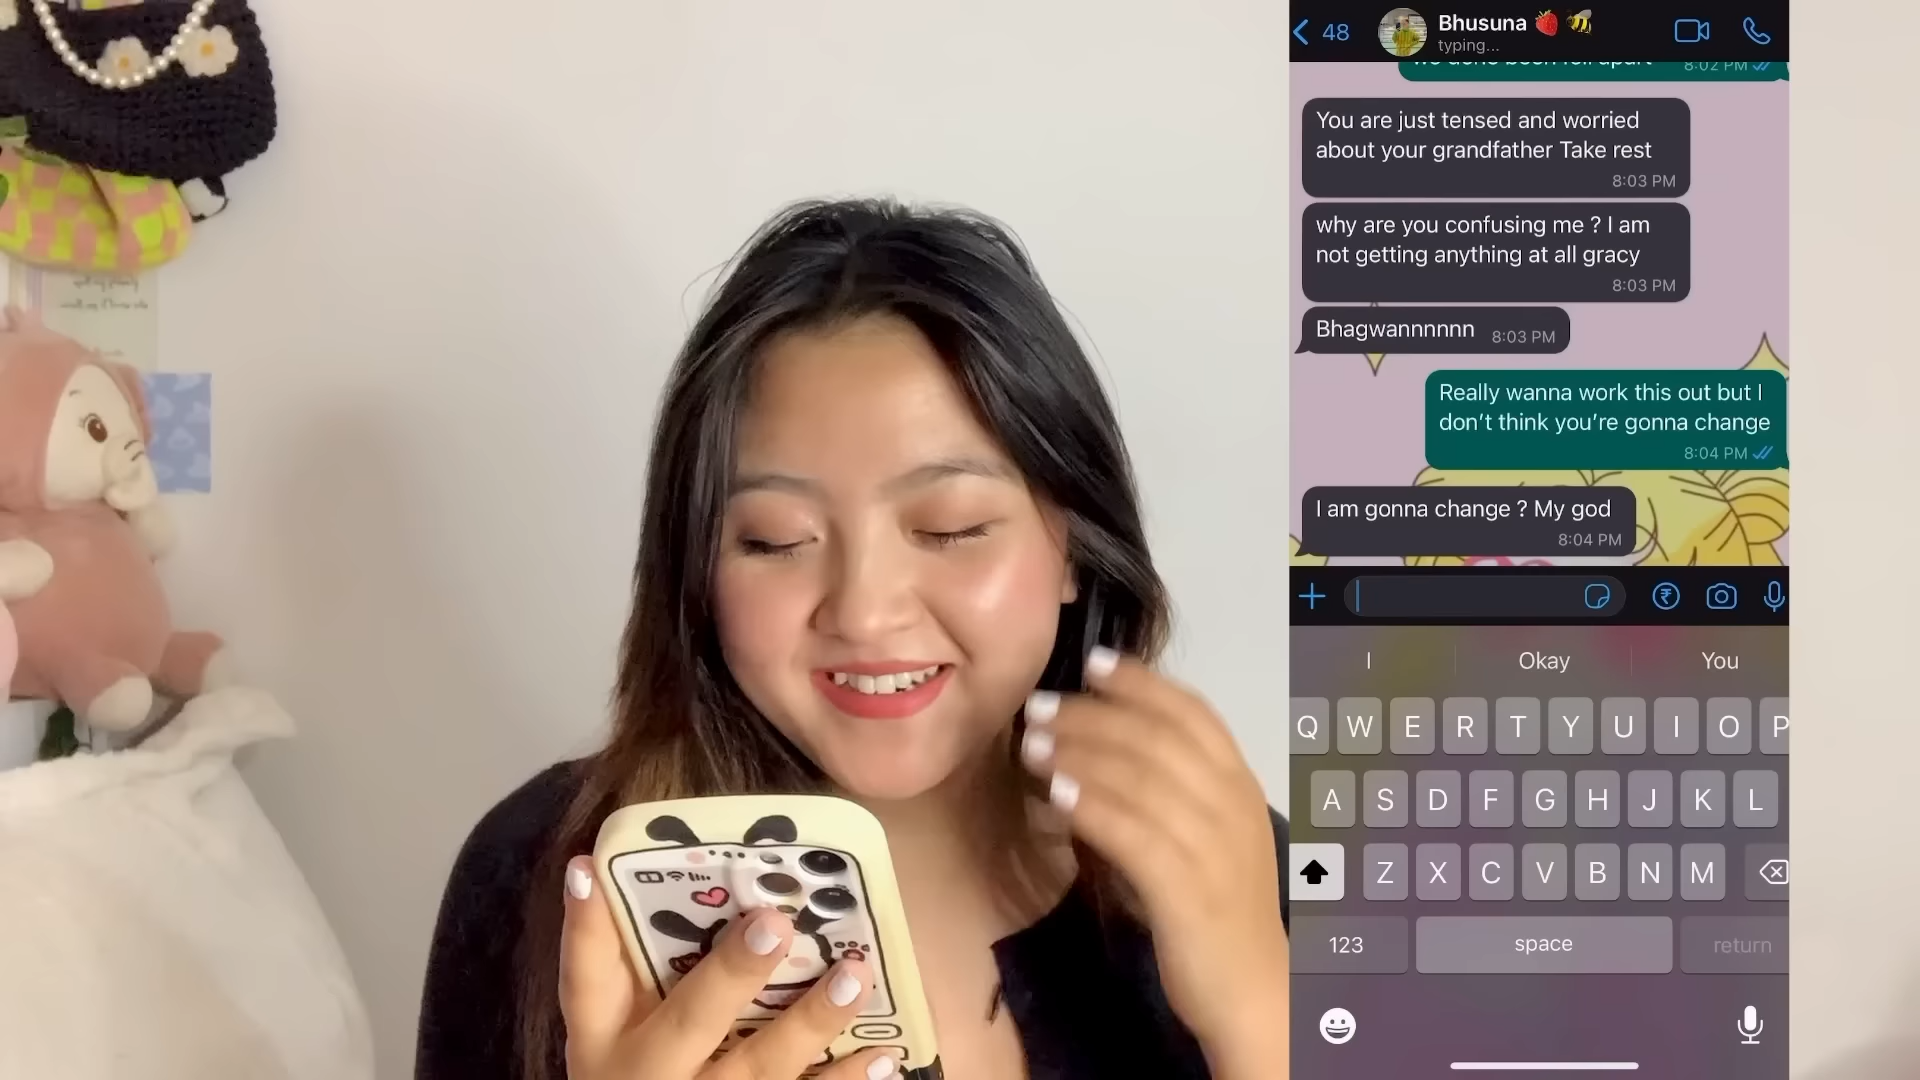 48
Bhusuna 🍓 🐝
typing...
8:02 PM
You are just tensed and worried
about your grandfather Take rest
8:03 PM
why are you confusing me ? I am
not getting anything at all gracy
8:03 PM
Bhagwannnnnn 8:03 PM
Really wanna work this out but I
don't think you're gonna change
8:04 PM
I am gonna change ? My god
8:04 PM
I Okay You
Q W E R T Y U I O P
A S D F G H J K L
Z X C V B N M
123 space return